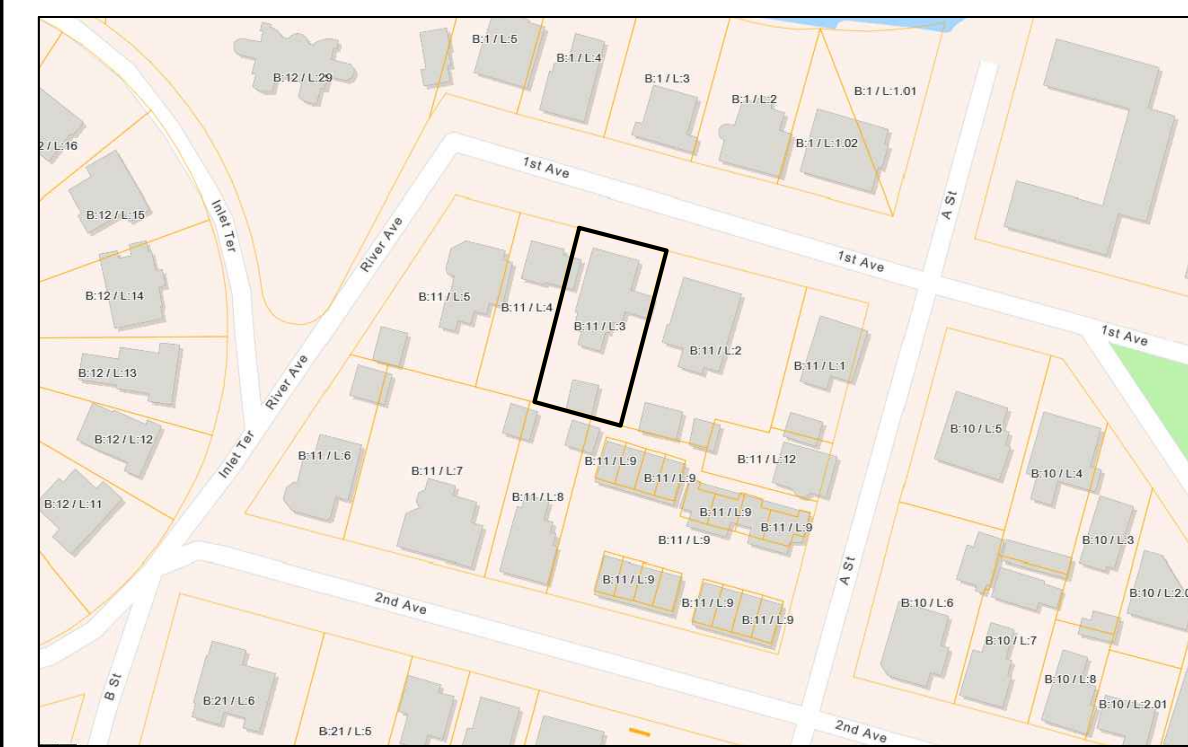 B:1 / L:5
B:1 / L:4
B:12 / L:29
B:1 / L:3
B:1 / L:2
B:1 / L:1.01
B:1 / L:1.02
2 / L:16
1st Ave
A St
B:12 / L:15
Inlet Ter
River Ave
1st Ave
B:12 / L:14
B:11 / L:5
B:11 / L:4
B:11 / L:3
B:11 / L:2
1st Ave
B:11 / L:1
B:12 / L:13
River Ave
B:10 / L:5
B:12 / L:12
Inlet Ter
B:11 / L:6
B:11 / L:7
B:11 / L:9
B:11 / L:12
B:11 / L:9
B:10 / L:4
B:12 / L:11
B:11 / L:8
B:11 / L:9
B:11 / L:9
B:11 / L:9
B:10 / L:3
A St
B:11 / L:9
B:10 / L:2.0
2nd Ave
B:11 / L:9
B:11 / L:9
B:10 / L:6
B:10 / L:7
B St
B:21 / L:6
B:10 / L:8
B:10 / L:2.01
B:21 / L:5
2nd Ave